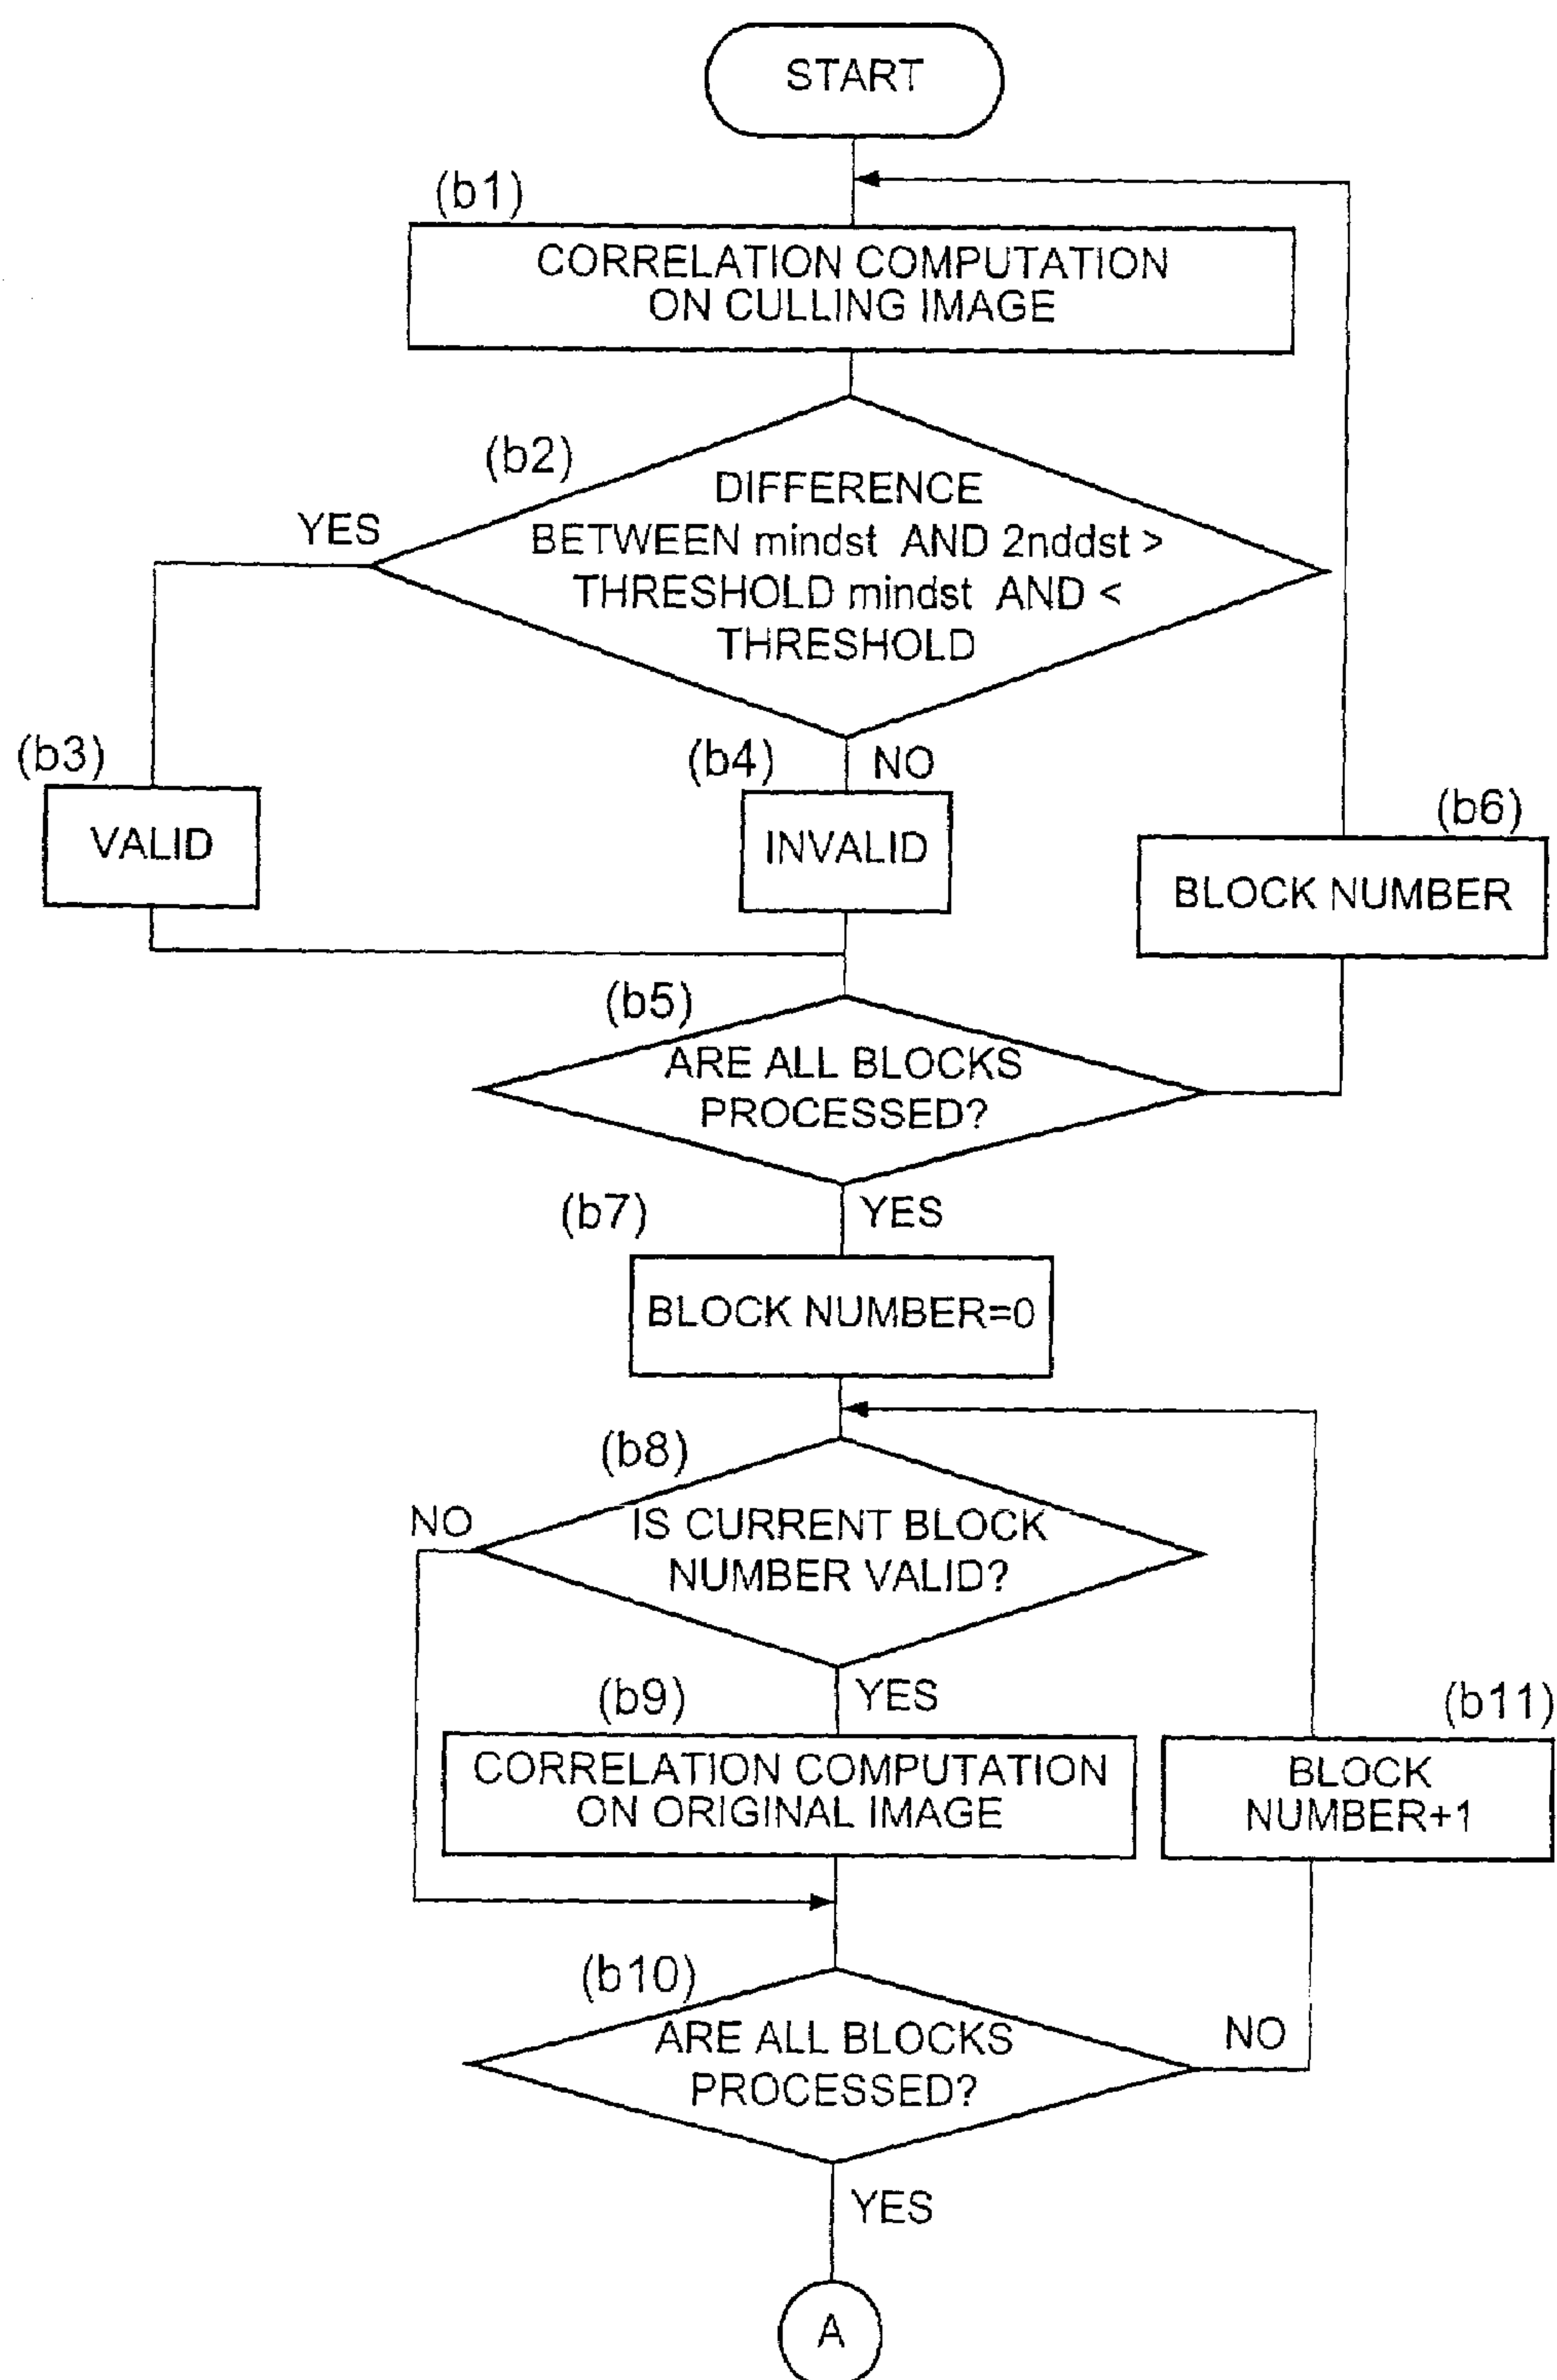 START
(b1)
CORRELATION COMPUTATION
ON CULLING IMAGE
(b2)
DIFFERENCE
BETWEEN mindst AND 2nddst >
THRESHOLD mindst AND <
THRESHOLD
YES
(b3)
VALID
(b4)
NO
INVALID
(b6)
BLOCK NUMBER
(b5)
ARE ALL BLOCKS
PROCESSED?
YES
(b7)
BLOCK NUMBER=0
(b8)
NO
IS CURRENT BLOCK
NUMBER VALID?
YES
(b9)
CORRELATION COMPUTATION
ON ORIGINAL IMAGE
(b11)
BLOCK
NUMBER+1
(b10)
ARE ALL BLOCKS
PROCESSED?
NO
YES
A